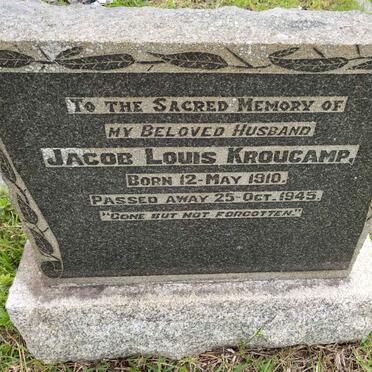 To the Sacred Memory of
my Beloved Husband
Jacob Louis Kroucamp.
Born 12-May 1910.
Passed away 25-Oct. 1945.
"Gone but not forgotten."